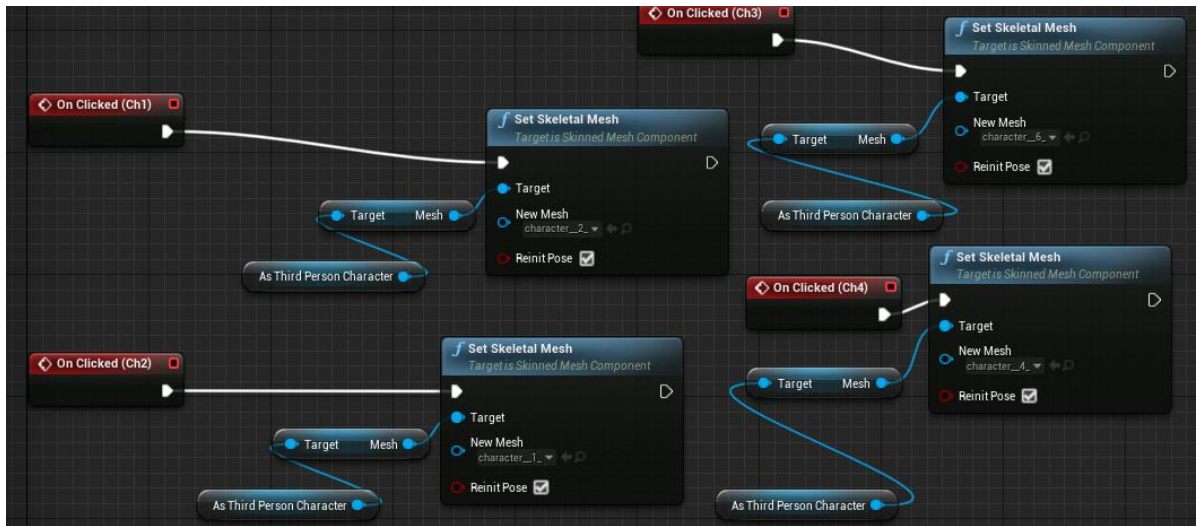 On Clicked (Ch3)
Set Skeletal Mesh
Target is Skinned Mesh Component
Target
New Mesh
character__6_
Reinit Pose
Target Mesh
As Third Person Character
On Clicked (Ch1)
Set Skeletal Mesh
Target is Skinned Mesh Component
Target
New Mesh
character__2_
Reinit Pose
Target Mesh
As Third Person Character
On Clicked (Ch4)
Set Skeletal Mesh
Target is Skinned Mesh Component
Target
New Mesh
character__4_
Reinit Pose
Target Mesh
As Third Person Character
On Clicked (Ch2)
Set Skeletal Mesh
Target is Skinned Mesh Component
Target
New Mesh
character__1_
Reinit Pose
Target Mesh
As Third Person Character